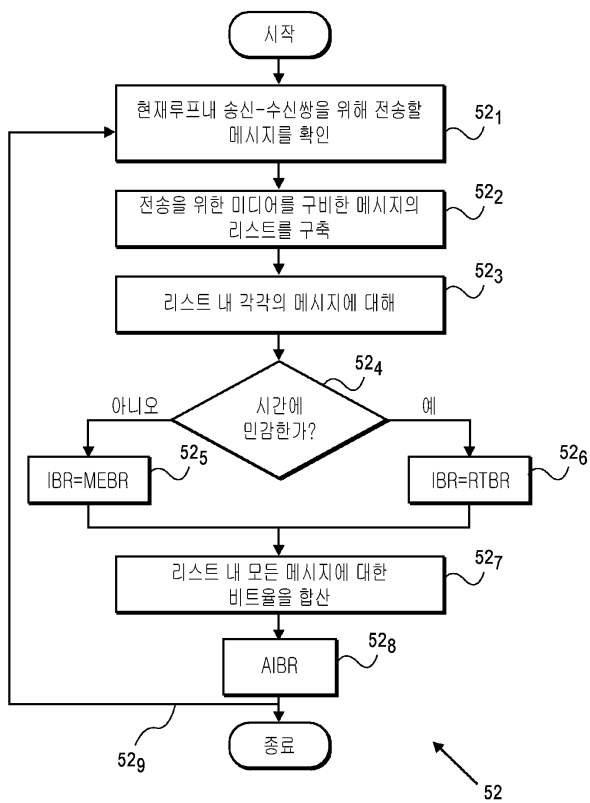 시작
현재루프내 송신-수신쌍을 위해 전송할
메시지를 확인
52₁
전송을 위한 미디어를 구비한 메시지의
리스트를 구축
52₂
리스트 내 각각의 메시지에 대해
52₃
52₄
시간에
민감한가?
아니오
예
IBR=MEBR
52₅
IBR=RTBR
52₆
리스트 내 모든 메시지에 대한
비트율을 합산
52₇
AIBR
52₈
52₉
종료
52